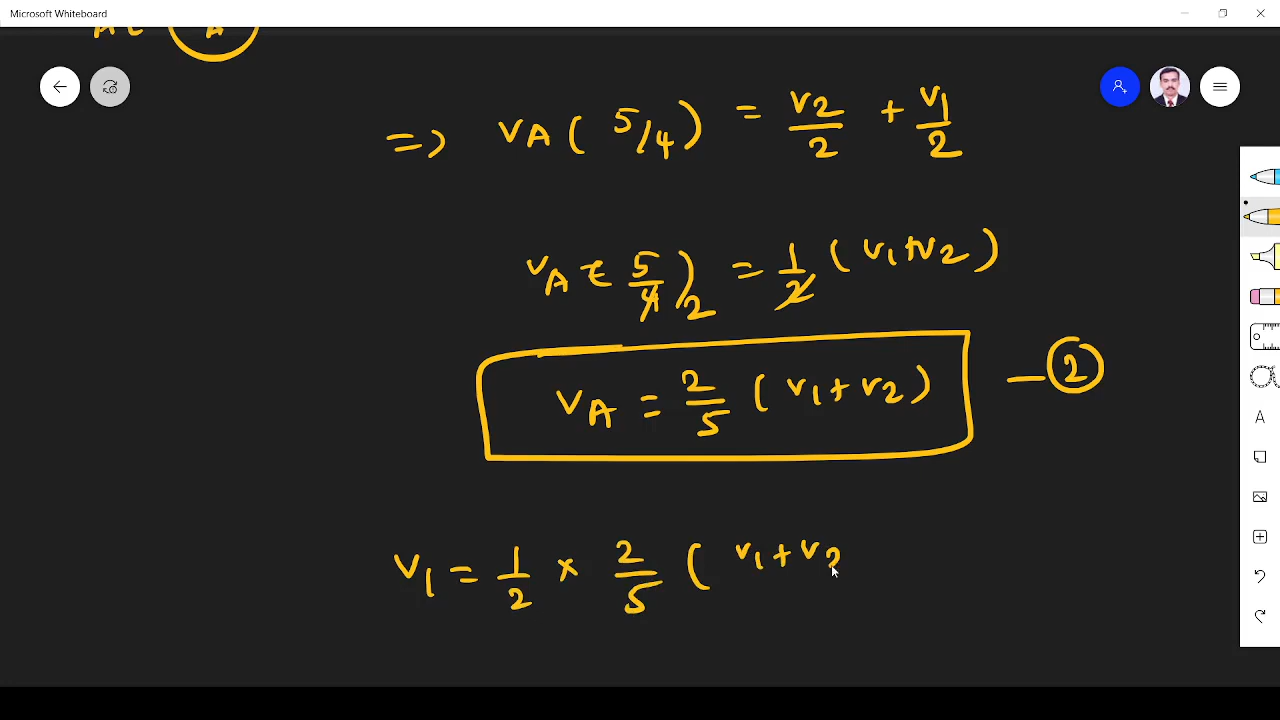 Microsoft Whiteboard
A
=> VA ( 5/4 ) = V2/2 + V1/2
VA ( 5/4 )2 = 1/2 ( V1+V2 )
VA = 2/5 ( V1+V2 ) — 2
V1 = 1/2 × 2/5 ( V1+V2
A